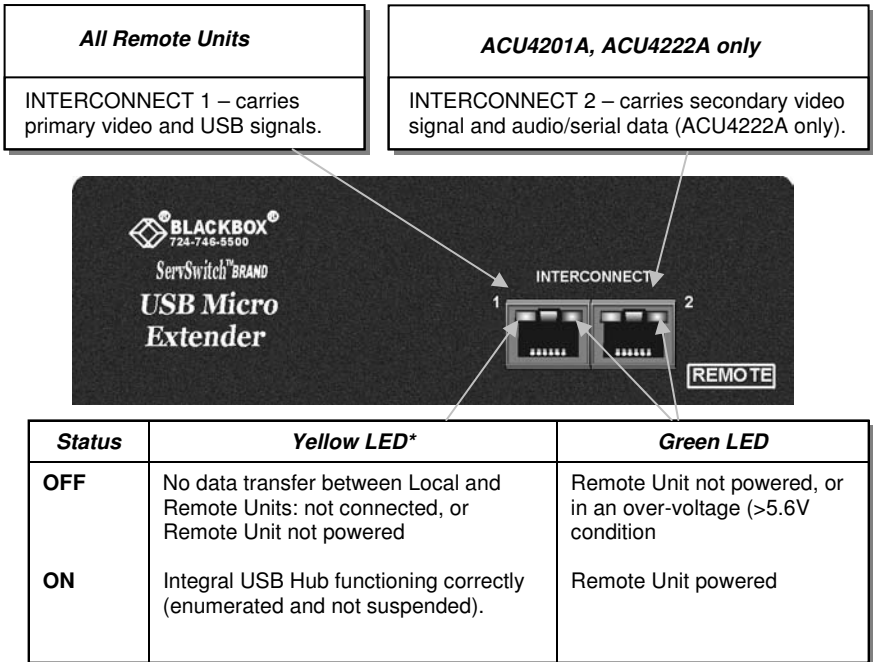 All Remote Units
INTERCONNECT 1 – carries
primary video and USB signals.
ACU4201A, ACU4222A only
INTERCONNECT 2 – carries secondary video
signal and audio/serial data (ACU4222A only).
®BLACKBOX®
724-746-5500
ServSwitch™BRAND
USB Micro
Extender
INTERCONNECT
1
2
REMOTE
Status
Yellow LED*
Green LED
OFF
No data transfer between Local and
Remote Units: not connected, or
Remote Unit not powered
Remote Unit not powered, or
in an over-voltage (>5.6V
condition
ON
Integral USB Hub functioning correctly
(enumerated and not suspended).
Remote Unit powered